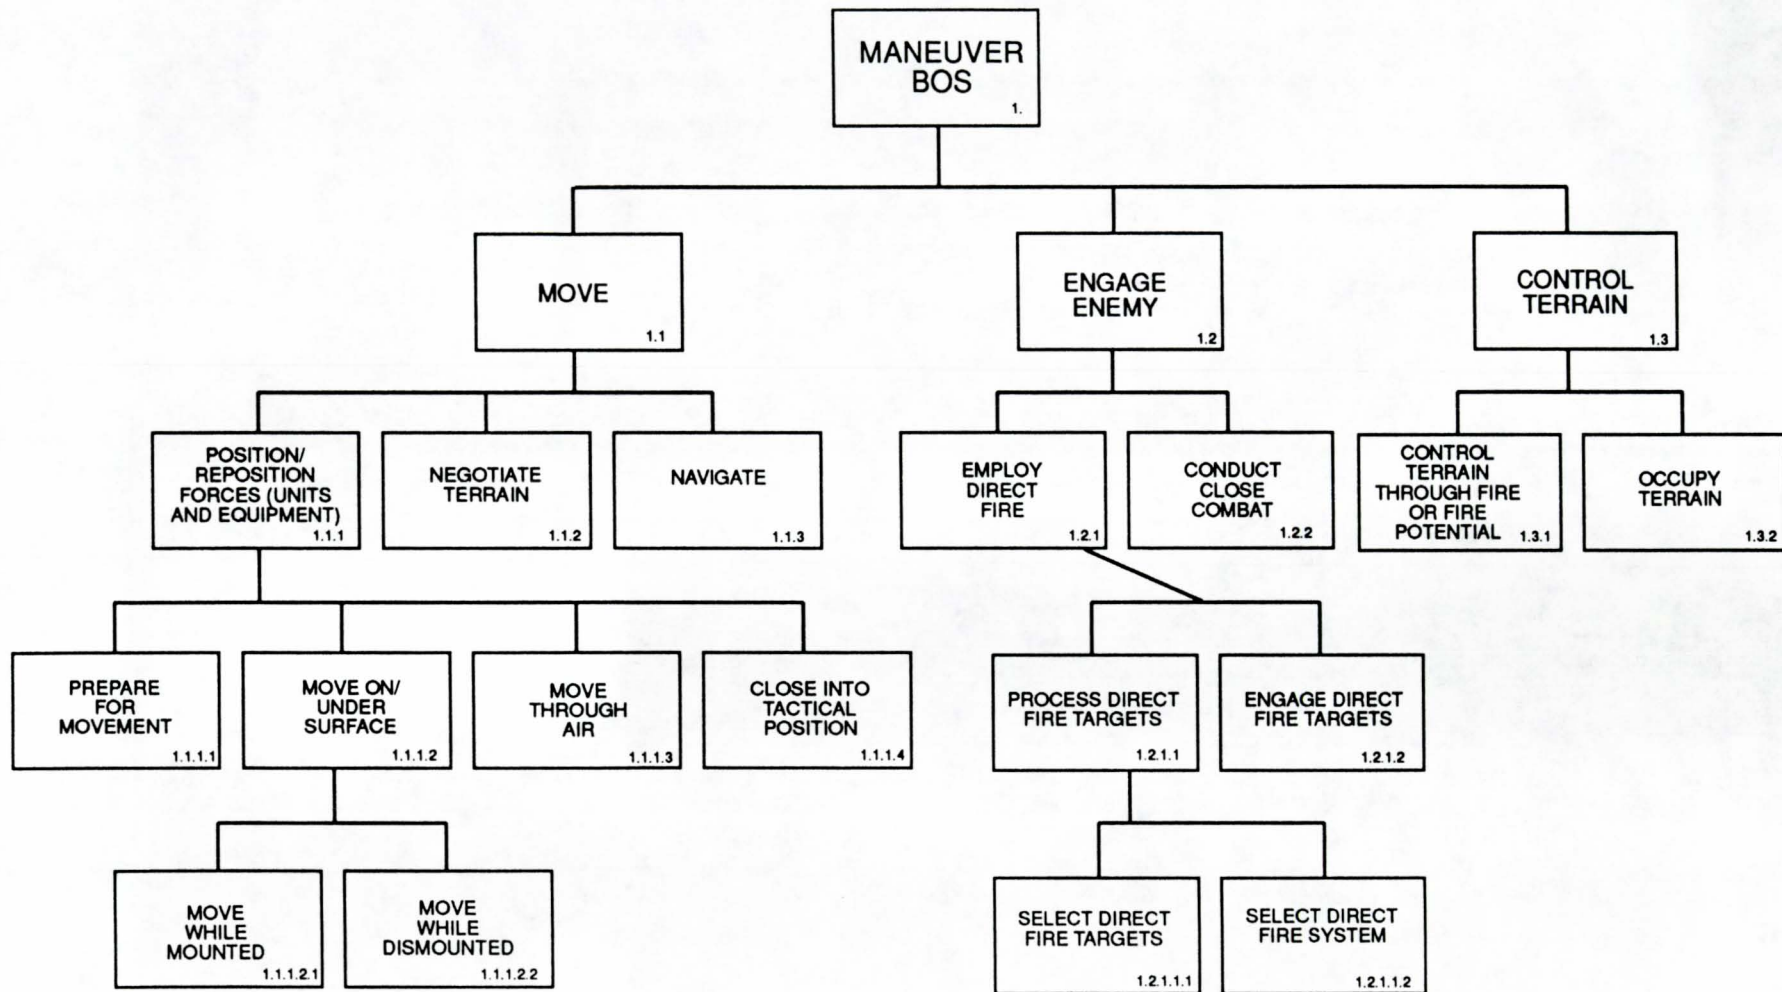 MANEUVER
BOS
1.
MOVE
1.1
ENGAGE
ENEMY
1.2
CONTROL
TERRAIN
1.3
POSITION/
REPOSITION
FORCES (UNITS
AND EQUIPMENT)
1.1.1
NEGOTIATE
TERRAIN
1.1.2
NAVIGATE
1.1.3
EMPLOY
DIRECT
FIRE
1.2.1
CONDUCT
CLOSE
COMBAT
1.2.2
CONTROL
TERRAIN
THROUGH FIRE
OR FIRE
POTENTIAL
1.3.1
OCCUPY
TERRAIN
1.3.2
PREPARE
FOR
MOVEMENT
1.1.1.1
MOVE ON/
UNDER
SURFACE
1.1.1.2
MOVE
THROUGH
AIR
1.1.1.3
CLOSE INTO
TACTICAL
POSITION
1.1.1.4
PROCESS DIRECT
FIRE TARGETS
1.2.1.1
ENGAGE DIRECT
FIRE TARGETS
1.2.1.2
MOVE
WHILE
MOUNTED
1.1.1.2.1
MOVE
WHILE
DISMOUNTED
1.1.1.2.2
SELECT DIRECT
FIRE TARGETS
1.2.1.1.1
SELECT DIRECT
FIRE SYSTEM
1.2.1.1.2